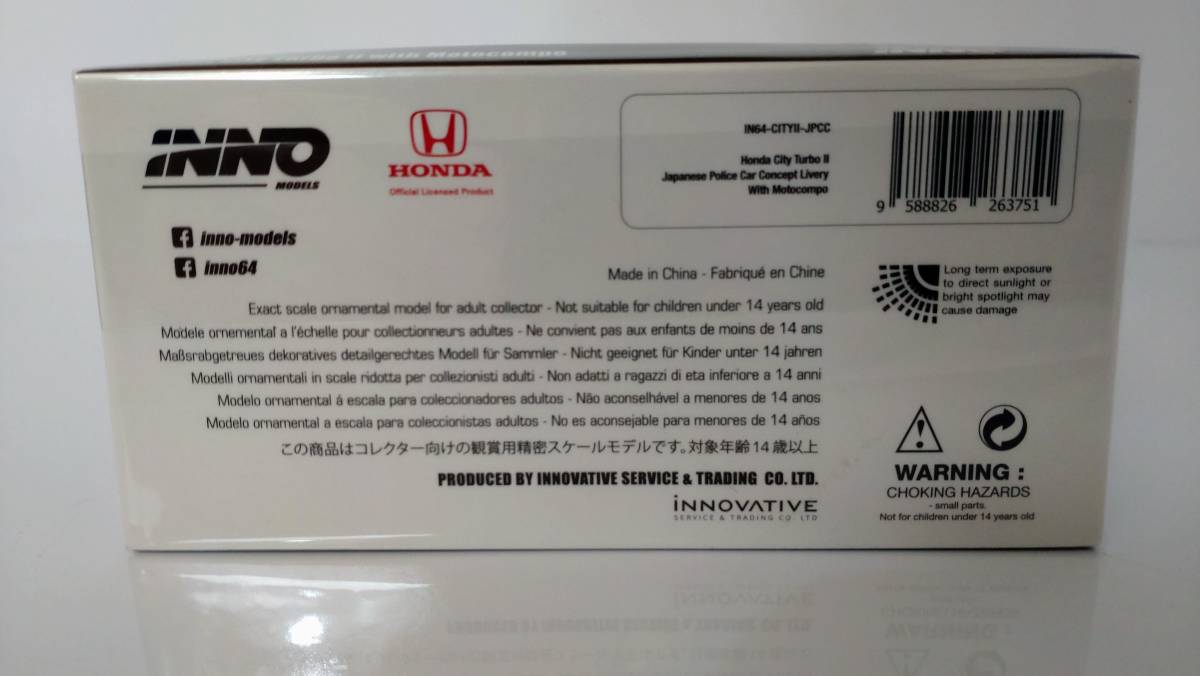 Turbo II with Motocompo
INNO
INNO
MODELS
HONDA
Official Licensed Product
IN64-CITYII-JPCC
Honda City Turbo II
Japanese Police Car Concept Livery
With Motocompo
9 588826 263751
inno-models
inno64
Made in China - Fabriqué en Chine
Long term exposure
to direct sunlight or
bright spotlight may
cause damage
Exact scale ornamental model for adult collector - Not suitable for children under 14 years old
Modele ornemental a l'échelle pour collectionneurs adultes - Ne convient pas aux enfants de moins de 14 ans
Maßsrabgetreues dekoratives detailgerechtes Modell für Sammler - Nicht geeignet für Kinder unter 14 jahren
Modelli ornamentali in scale ridotta per collezionisti adulti - Non adatti a ragazzi di eta inferiore a 14 anni
Modelo ornamental á escala para coleccionadores adultos - Não aconselhável a menores de 14 anos
Modelo ornamental a escala para coleccionistas adultos - No es aconsejable para menores de 14 años
この商品はコレクター向けの観賞用精密スケールモデルです。対象年齢14歳以上
PRODUCED BY INNOVATIVE SERVICE & TRADING CO. LTD.
INNOVATIVE
SERVICE & TRADING CO. LTD
WARNING :
CHOKING HAZARDS
- small parts.
Not for children under 14 years old